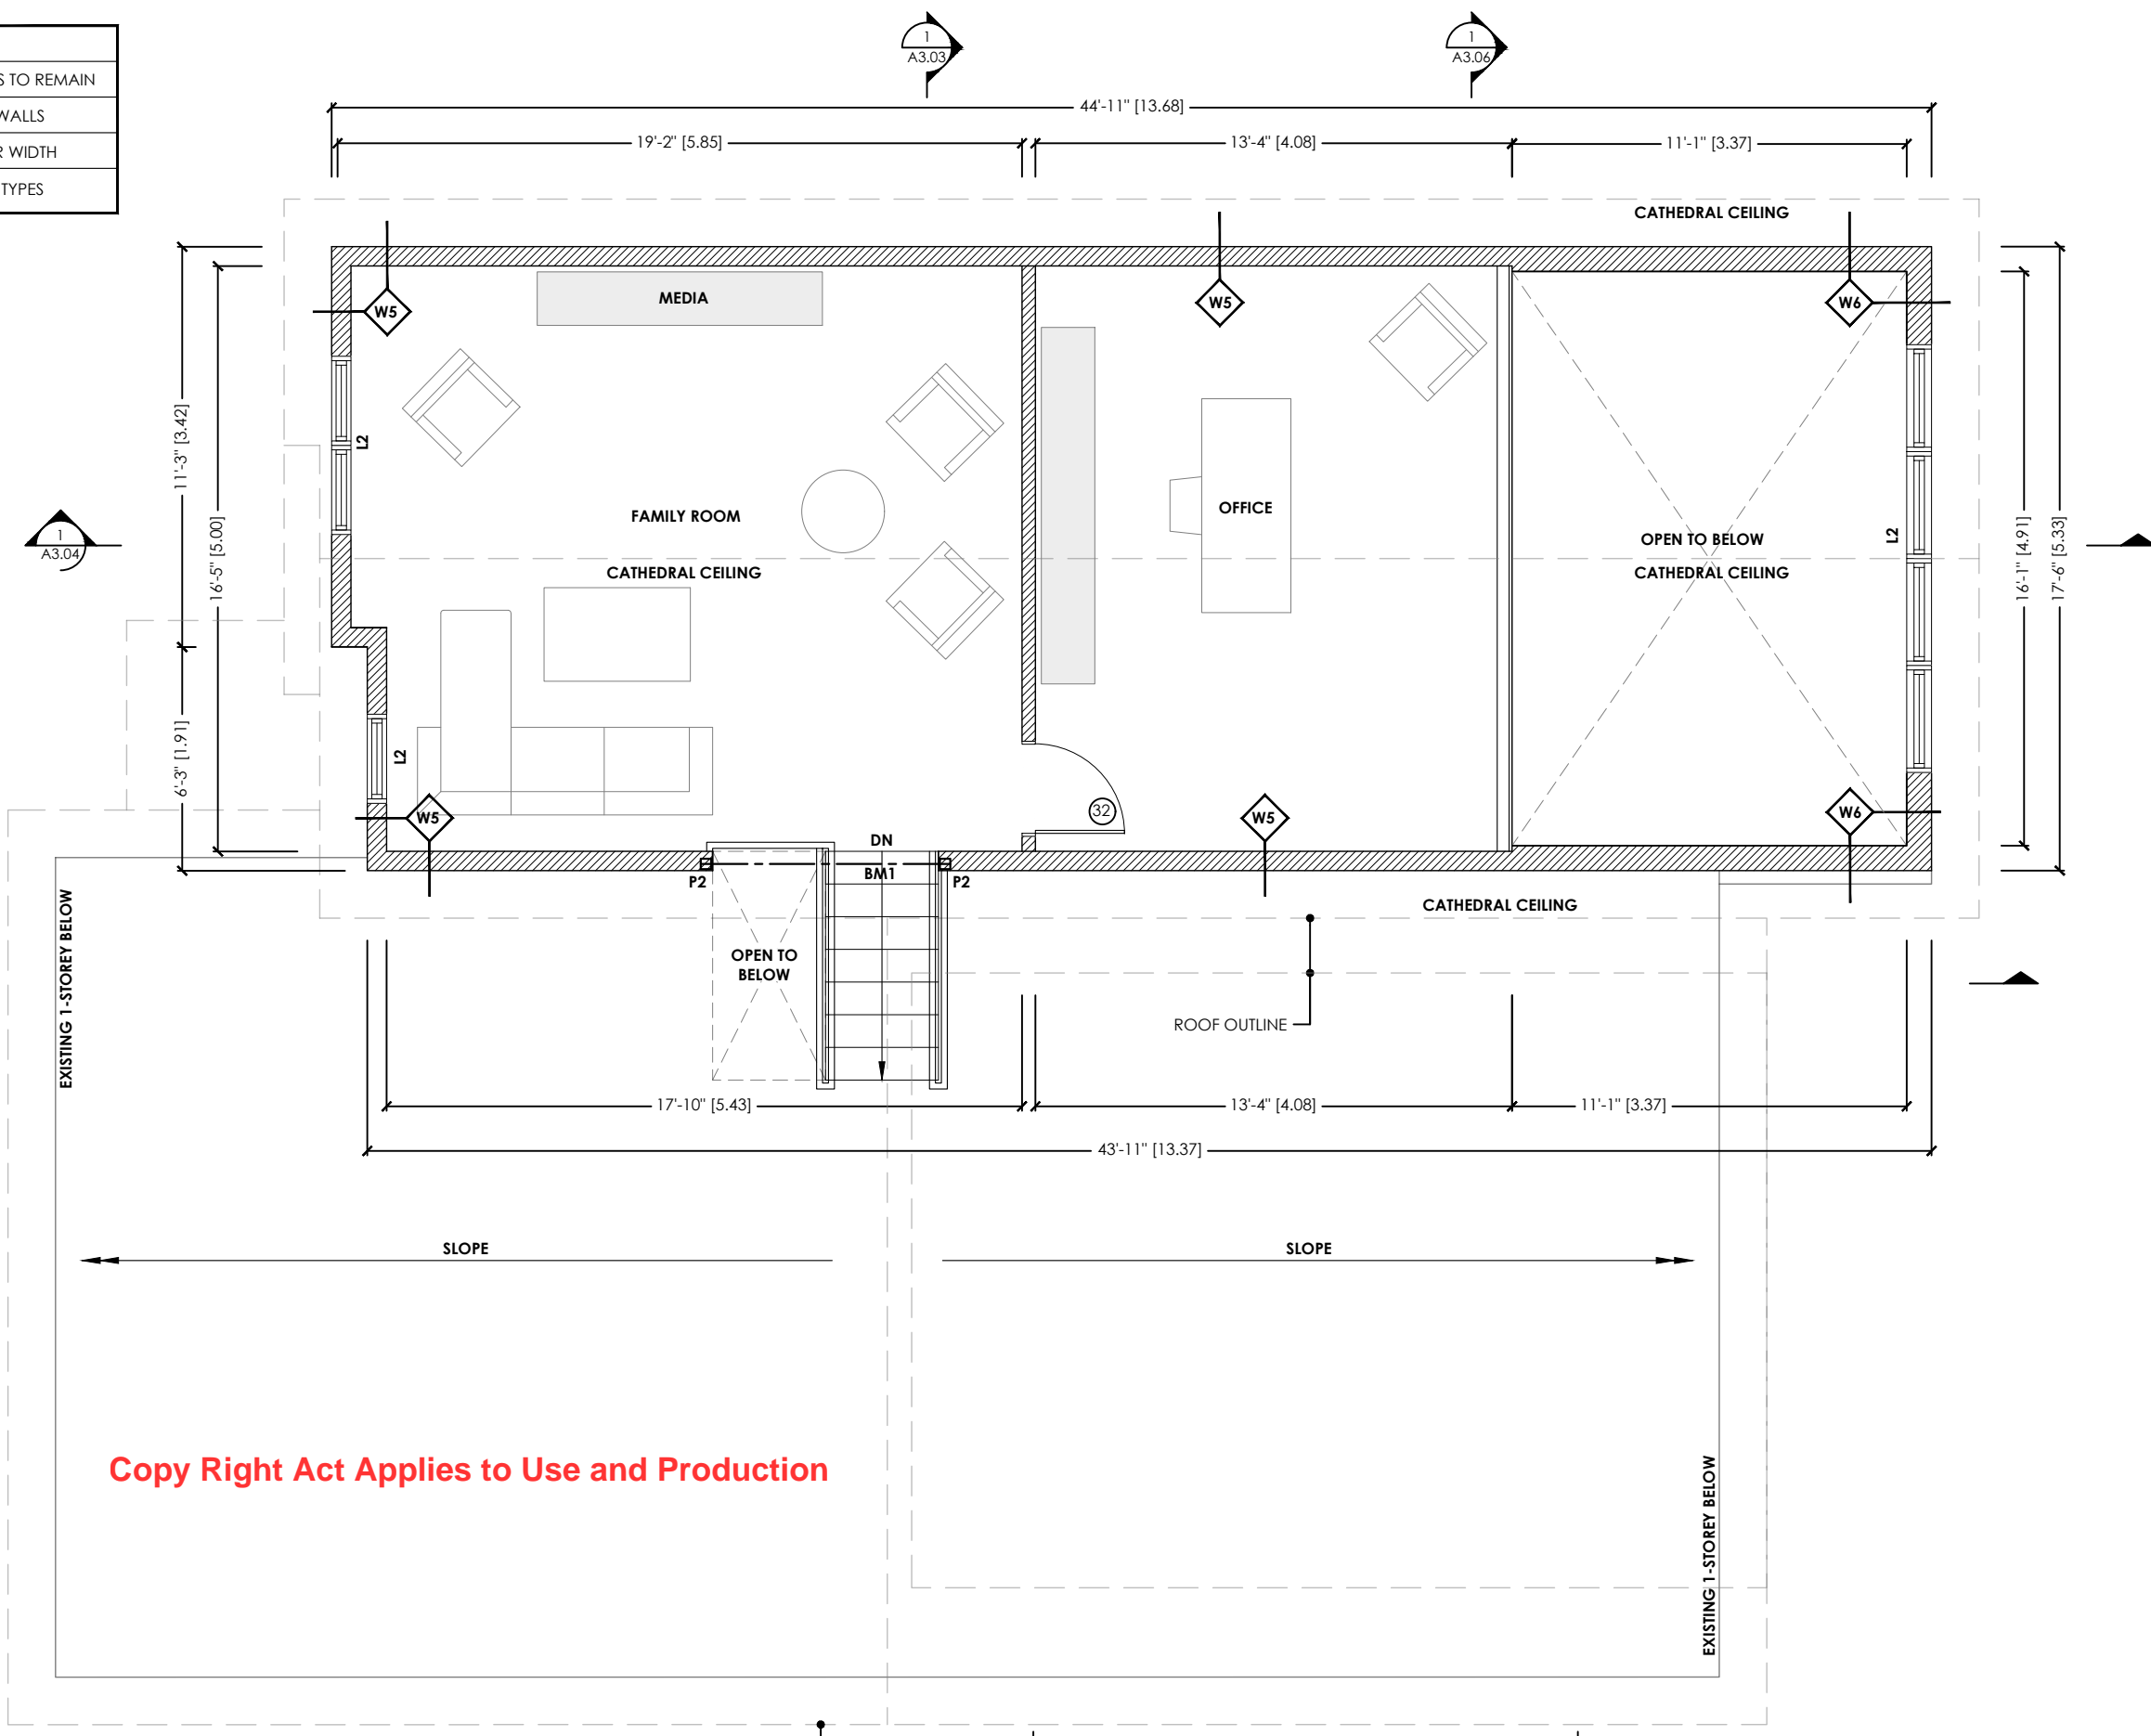 S TO REMAIN
WALLS
R WIDTH
TYPES
1
A3.03
1
A3.06
44'-11" [13.68]
19'-2" [5.85]
13'-4" [4.08]
11'-1" [3.37]
CATHEDRAL CEILING
MEDIA
W5
W5
W6
11'-3" [3.42]
L2
16'-5" [5.00]
FAMILY ROOM
OFFICE
1
A3.04
OPEN TO BELOW
L2
16'-1" [4.91]
17'-6" [5.33]
CATHEDRAL CEILING
CATHEDRAL CEILING
6'-3" [1.91]
L2
W5
32
W5
W6
DN
BM1
P2
P2
CATHEDRAL CEILING
EXISTING 1-STOREY BELOW
OPEN TO
BELOW
ROOF OUTLINE
17'-10" [5.43]
13'-4" [4.08]
11'-1" [3.37]
43'-11" [13.37]
SLOPE
SLOPE
Copy Right Act Applies to Use and Production
EXISTING 1-STOREY BELOW